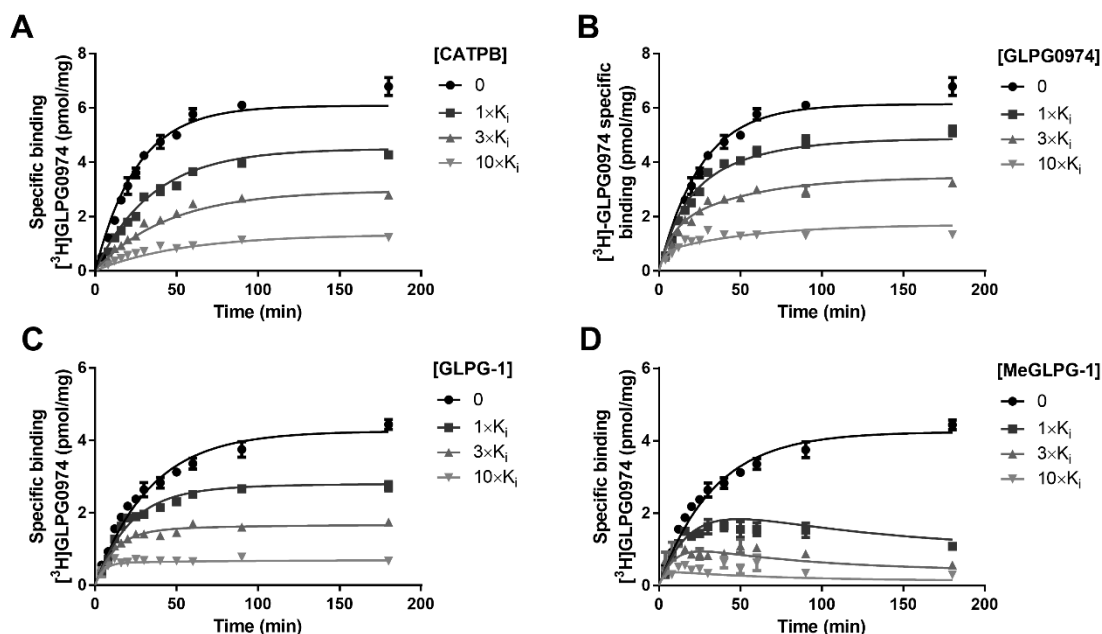 A
[CATPB]
Specific binding
[³H]GLPG0974 (pmol/mg)
8
6
4
2
0
0
1×Kᵢ
3×Kᵢ
10×Kᵢ
0 50 100 150 200
Time (min)
B
[GLPG0974]
[³H]-GLPG0974 specific
binding (pmol/mg)
8
6
4
2
0
0
1×Kᵢ
3×Kᵢ
10×Kᵢ
0 50 100 150 200
Time (min)
C
[GLPG-1]
Specific binding
[³H]GLPG0974 (pmol/mg)
6
4
2
0
0
1×Kᵢ
3×Kᵢ
10×Kᵢ
0 50 100 150 200
Time (min)
D
[MeGLPG-1]
Specific binding
[³H]GLPG0974 (pmol/mg)
6
4
2
0
0
1×Kᵢ
3×Kᵢ
10×Kᵢ
0 50 100 150 200
Time (min)